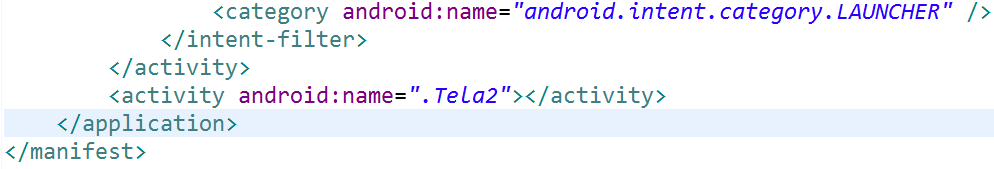 <category android:name="android.intent.category.LAUNCHER" />
</intent-filter>
</activity>
<activity android:name=".Tela2"></activity>
</application>
</manifest>